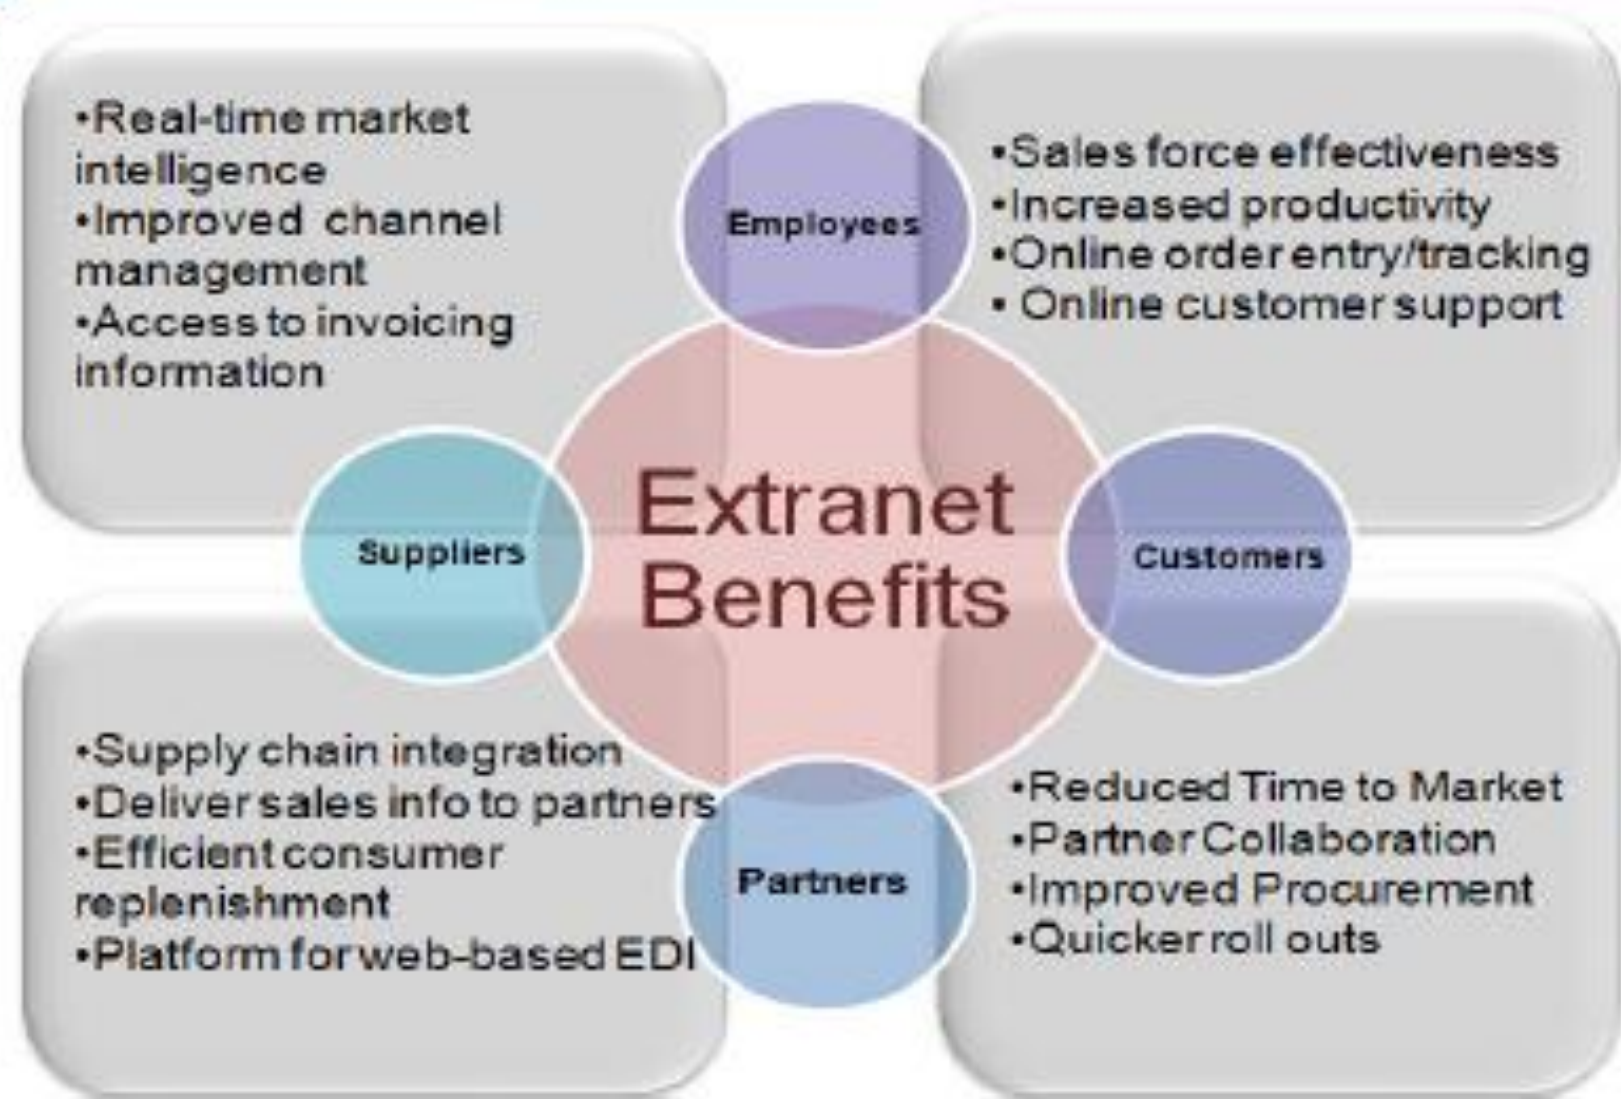 •Real-time market
intelligence
•Improved channel
management
•Access to invoicing
information
Employees
•Sales force effectiveness
•Increased productivity
•Online order entry/tracking
• Online customer support
Suppliers
Extranet
Benefits
Customers
•Supply chain integration
•Deliver sales info to partners
•Efficient consumer
replenishment
•Platform for web-based EDI
Partners
•Reduced Time to Market
•Partner Collaboration
•Improved Procurement
•Quicker roll outs